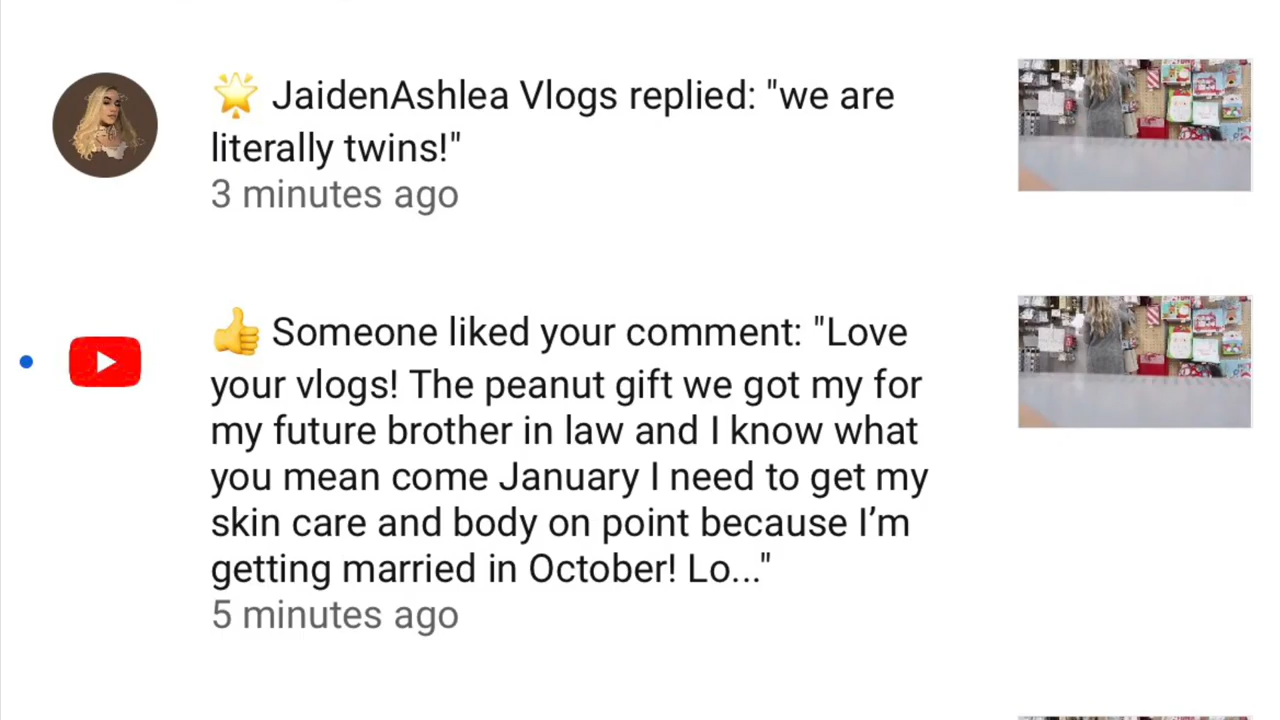 🌟 JaidenAshlea Vlogs replied: "we are
literally twins!"
3 minutes ago
👍 Someone liked your comment: "Love
your vlogs! The peanut gift we got my for
my future brother in law and I know what
you mean come January I need to get my
skin care and body on point because I’m
getting married in October! Lo..."
5 minutes ago